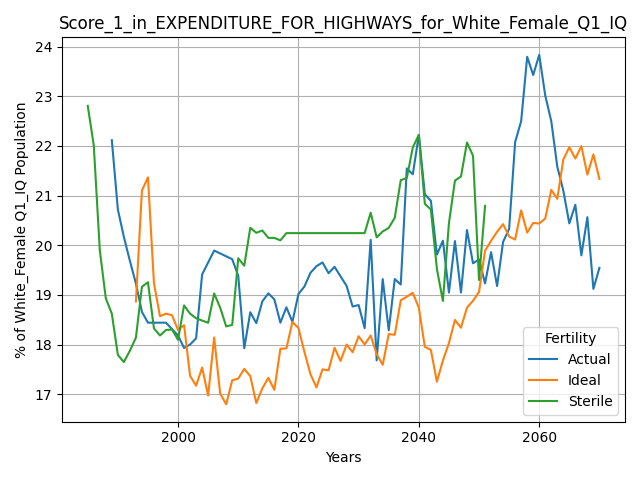 Score_1_in_EXPENDITURE_FOR_HIGHWAYS_for_White_Female_Q1_IQ
% of White_Female Q1_IQ Population
24
23
22
21
20
19
18
17
Fertility
Actual
Ideal
Sterile
2000
2020
2040
2060
Years